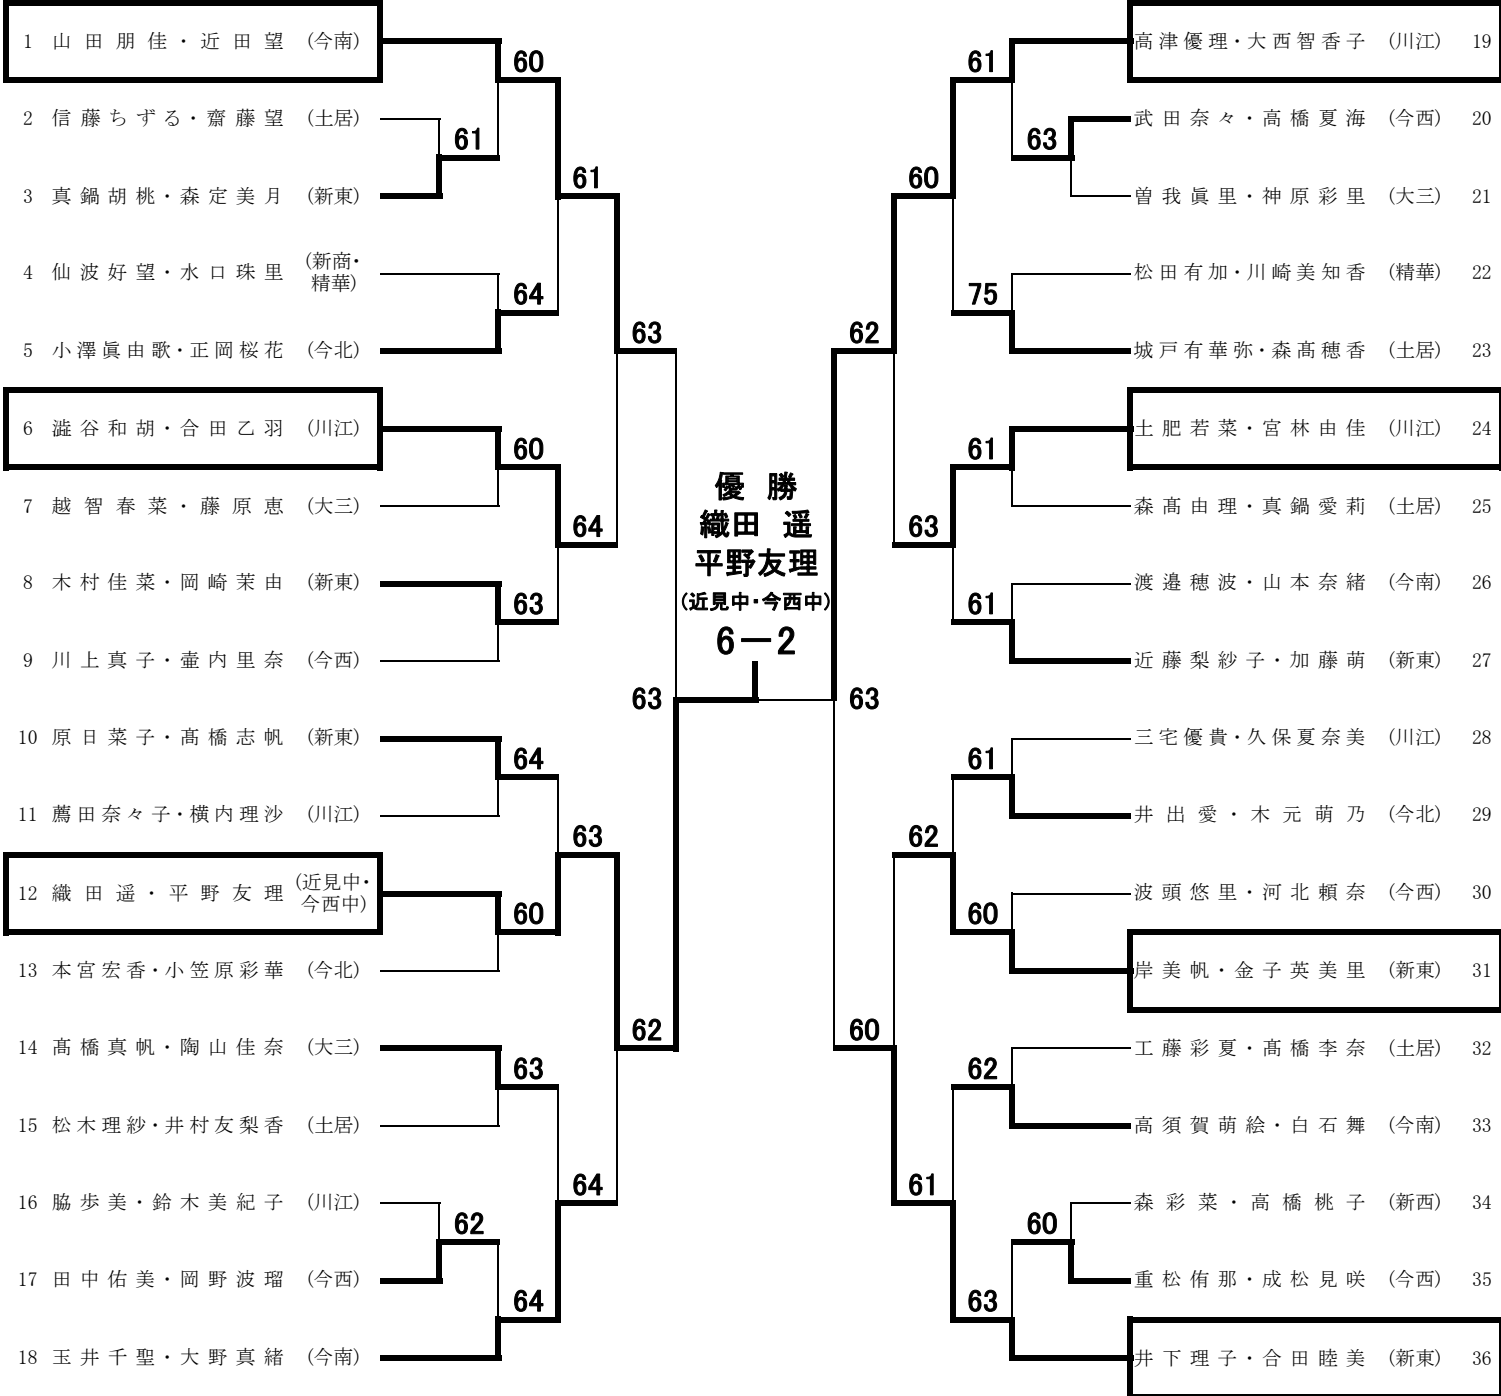 1 山田朋佳・近田望 (今南)
60
2 信藤ちずる・齋藤望 (土居)
61
3 真鍋胡桃・森定美月 (新東)
61
4 仙波好望・水口珠里 (新商・精華)
64
5 小澤眞由歌・正岡桜花 (今北)
63
6 澁谷和胡・合田乙羽 (川江)
60
7 越智春菜・藤原恵 (大三)
64
8 木村佳菜・岡崎茉由 (新東)
63
9 川上真子・壷内里奈 (今西)
63
10 原日菜子・髙橋志帆 (新東)
64
11 薦田奈々子・横内理沙 (川江)
63
12 織田遥・平野友理 (近見中・今西中)
60
13 本宮宏香・小笠原彩華 (今北)
62
14 髙橋真帆・陶山佳奈 (大三)
63
15 松木理紗・井村友梨香 (土居)
64
16 脇歩美・鈴木美紀子 (川江)
62
17 田中佑美・岡野波瑠 (今西)
64
18 玉井千聖・大野真緒 (今南)
優勝
織田 遥
平野友理
(近見中・今西中)
6－2
高津優理・大西智香子 (川江) 19
61
武田奈々・高橋夏海 (今西) 20
63
60
曽我眞里・神原彩里 (大三) 21
松田有加・川崎美知香 (精華) 22
75
62
城戸有華弥・森髙穂香 (土居) 23
土肥若菜・宮林由佳 (川江) 24
61
森髙由理・真鍋愛莉 (土居) 25
63
渡邉穂波・山本奈緒 (今南) 26
61
近藤梨紗子・加藤萌 (新東) 27
63
三宅優貴・久保夏奈美 (川江) 28
61
井出愛・木元萌乃 (今北) 29
62
波頭悠里・河北頼奈 (今西) 30
60
岸美帆・金子英美里 (新東) 31
60
工藤彩夏・髙橋李奈 (土居) 32
62
高須賀萌絵・白石舞 (今南) 33
61
森彩菜・高橋桃子 (新西) 34
60
重松侑那・成松見咲 (今西) 35
63
井下理子・合田睦美 (新東) 36